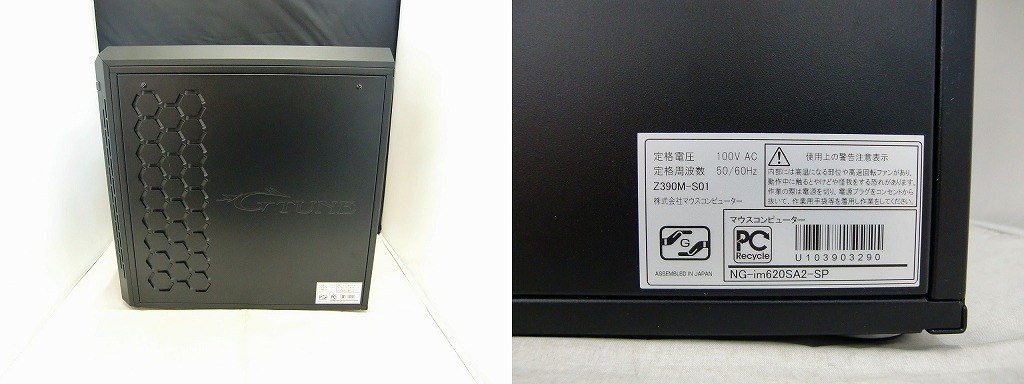 G-TUNE
定格電圧 100V AC
定格周波数 50/60Hz
Z390M-S01
株式会社マウスコンピューター
G
ASSEMBLED IN JAPAN
使用上の警告注意表示
内部には高温になる部位や高速回転ファンがあり、
動作中に触るとやけどや怪我をする恐れがあります。
作業の際は電源を切り、電源プラグをコンセントから
抜いて、作業用手袋等を着用し作業をしてください。
マウスコンピューター
PC
Recycle
U103903290
NG-im620SA2-SP